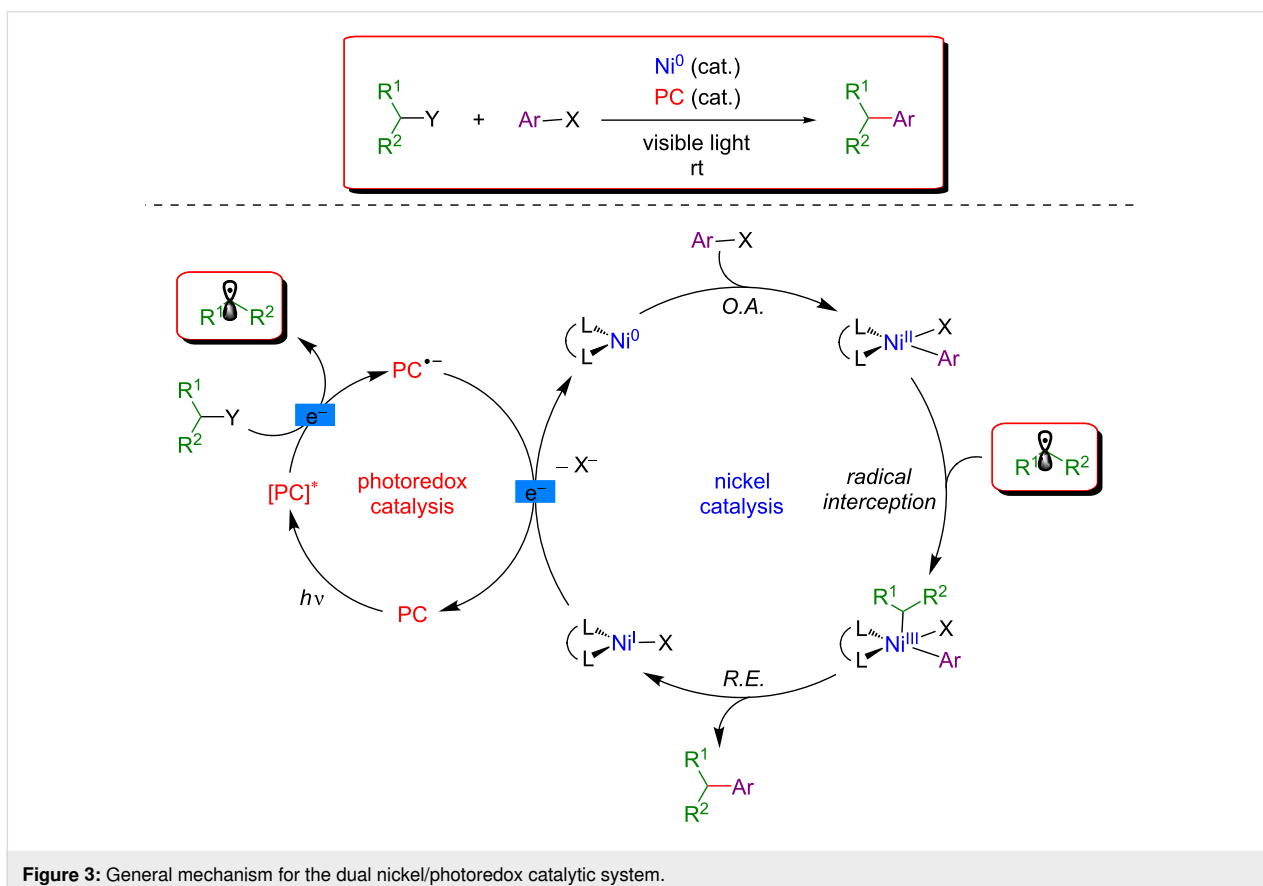 Ni⁰ (cat.)
PC (cat.)
R¹
R²
Y
+
Ar
X
visible light
rt
R¹
R²
Ar
Ar
X
O.A.
R¹
R²
L
L
Ni⁰
L
L
Niᴵᴵ
X
Ar
PC•–
R¹
R²
Y
e–
– X–
[PC]*
photoredox
catalysis
e–
nickel
catalysis
radical
interception
R¹
R²
hν
PC
L
L
Niᴵ
X
R¹
R²
L
L
Niᴵᴵᴵ
X
Ar
R.E.
R¹
R²
Ar
Figure 3: General mechanism for the dual nickel/photoredox catalytic system.